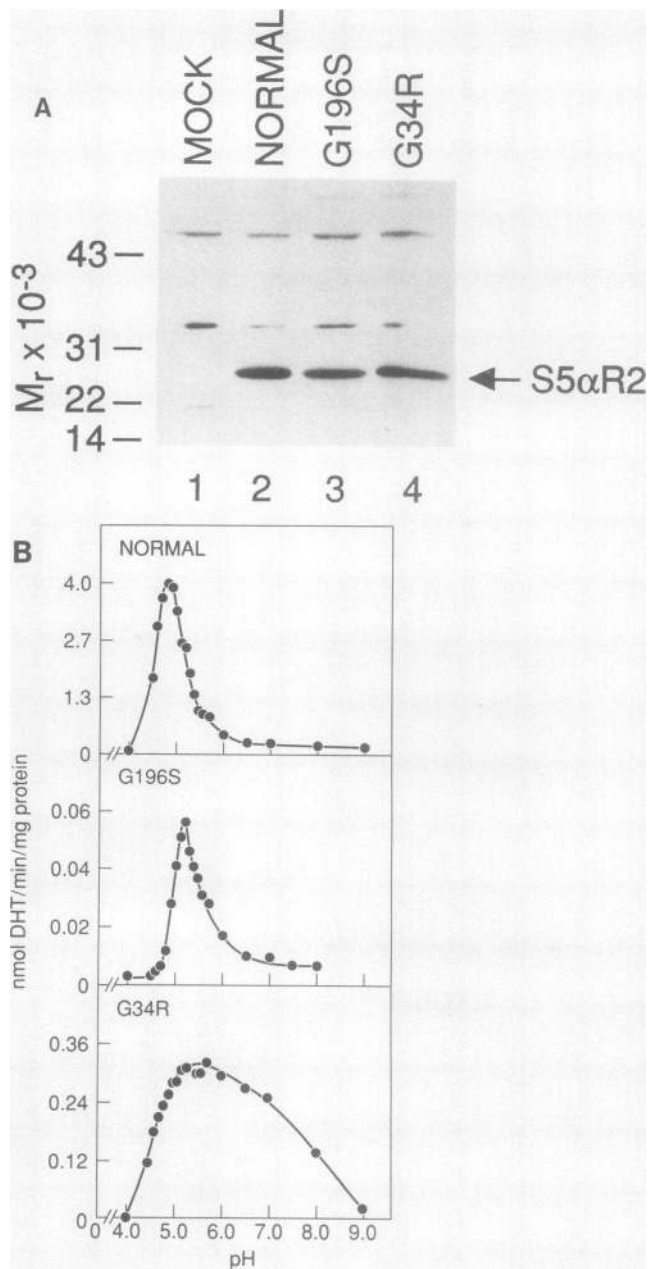 A
MOCK
NORMAL
G196S
G34R
Mr x 10-3
43
31
22
14
S5αR2
1 2 3 4
B
NORMAL
4.0
2.7
1.3
0
G196S
nmol DHT/min/mg protein
0.06
0.04
0.02
0
G34R
0.36
0.24
0.12
0
0 4.0 5.0 6.0 7.0 8.0 9.0
pH